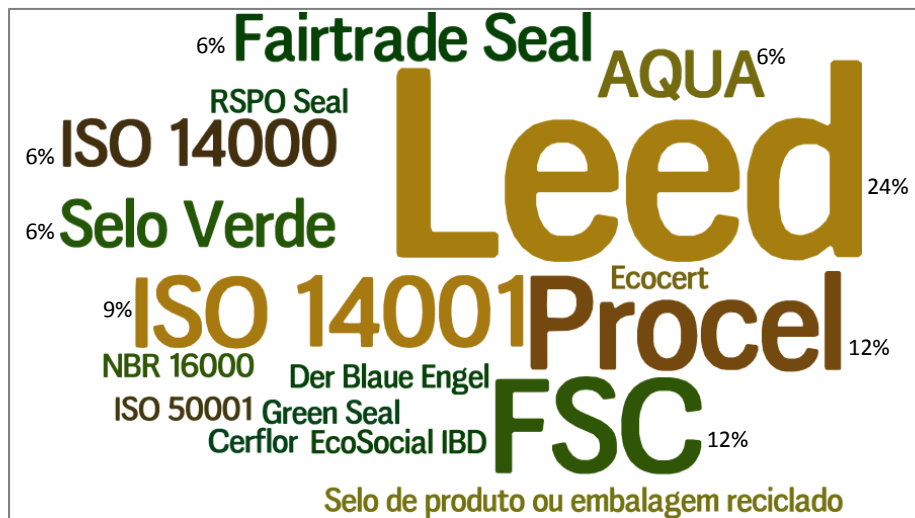 6% Fairtrade Seal
AQUA 6%
RSPO Seal
Leed 24%
6% ISO 14000
6% Selo Verde
Ecocert
9% ISO 14001
Procel 12%
NBR 16000
Der Blaue Engel
FSC 12%
ISO 50001 Green Seal
Cerflor EcoSocial IBD
Selo de produto ou embalagem reciclado